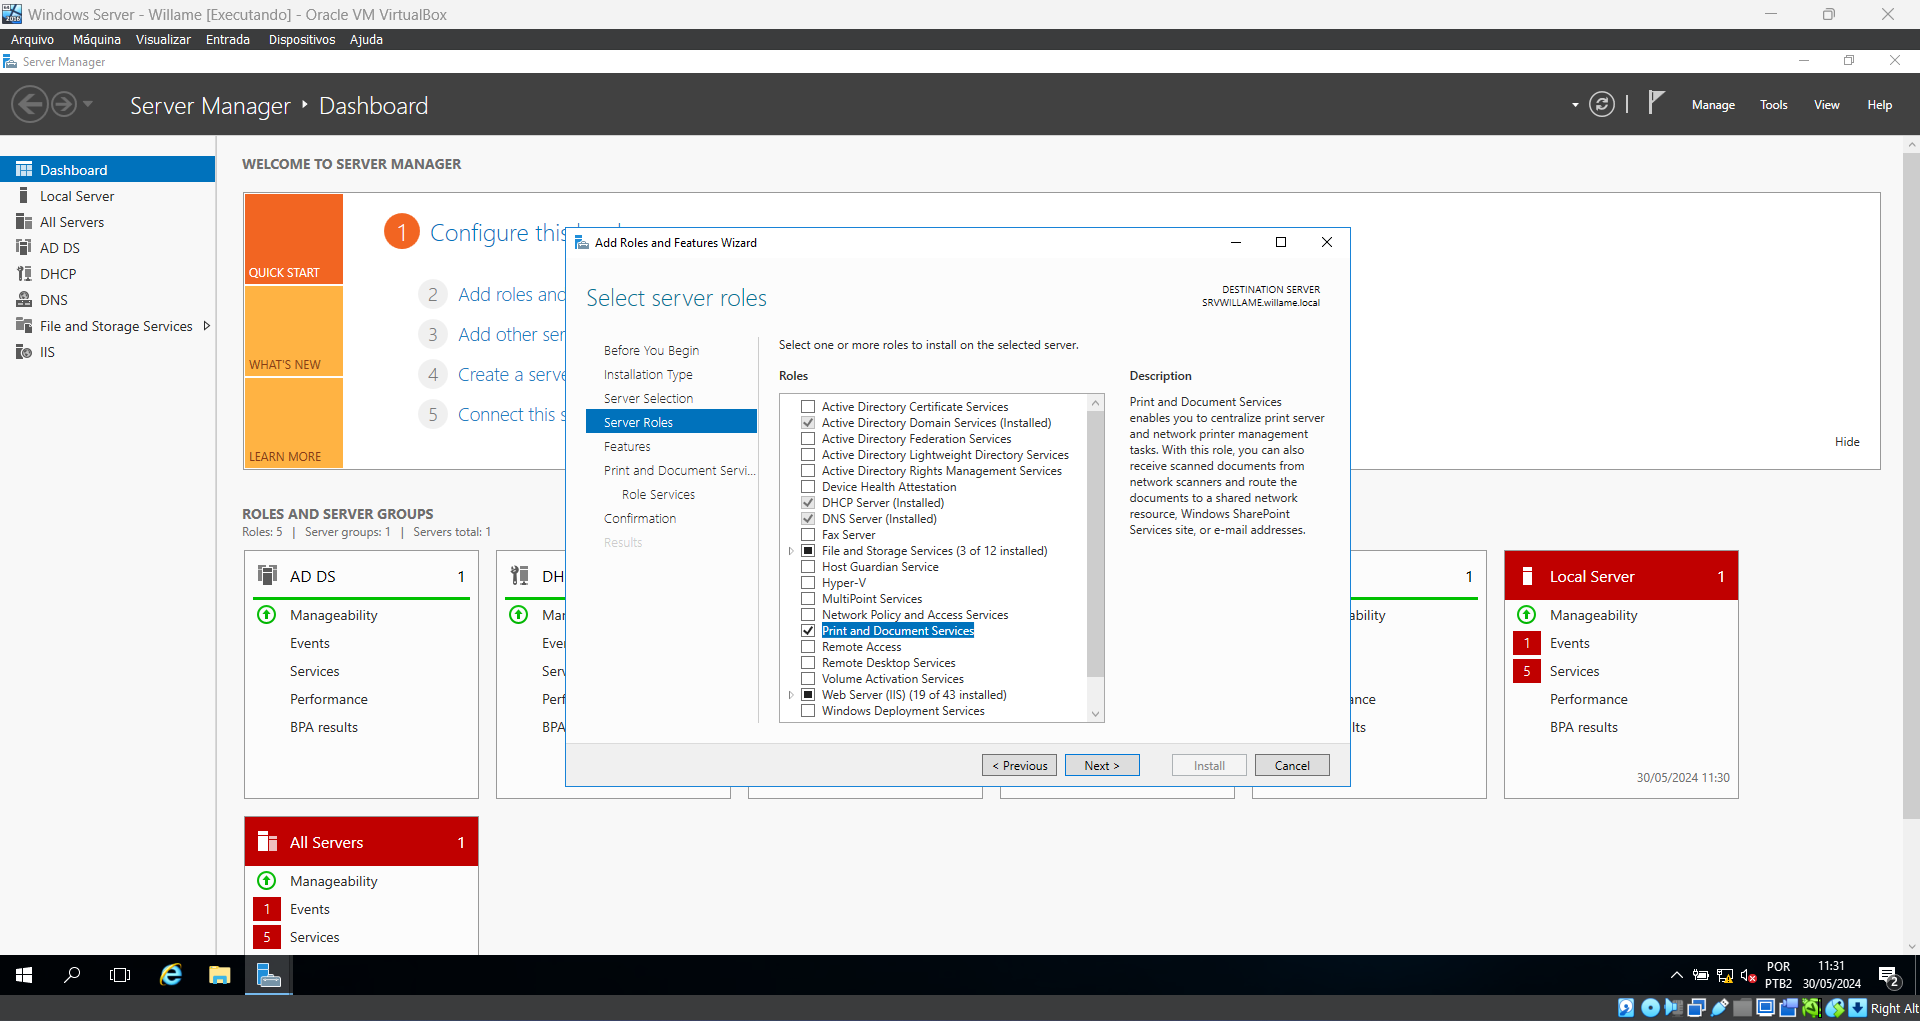 Windows Server - Willame [Executando] - Oracle VM VirtualBox
Arquivo Máquina Visualizar Entrada Dispositivos Ajuda
Server Manager
Server Manager ‣ Dashboard
Manage Tools View Help
Dashboard
Local Server
All Servers
AD DS
DHCP
DNS
File and Storage Services
IIS
WELCOME TO SERVER MANAGER
QUICK START
WHAT'S NEW
LEARN MORE
1 Configure this
2 Add roles and
3 Add other ser
4 Create a serve
5 Connect this s
Hide
Add Roles and Features Wizard
Select server roles
DESTINATION SERVER
SRVWILLAME.willame.local
Before You Begin
Installation Type
Server Selection
Server Roles
Features
Print and Document Servi...
Role Services
Confirmation
Results
Select one or more roles to install on the selected server.
Roles
Active Directory Certificate Services
Active Directory Domain Services (Installed)
Active Directory Federation Services
Active Directory Lightweight Directory Services
Active Directory Rights Management Services
Device Health Attestation
DHCP Server (Installed)
DNS Server (Installed)
Fax Server
File and Storage Services (3 of 12 installed)
Host Guardian Service
Hyper-V
MultiPoint Services
Network Policy and Access Services
Print and Document Services
Remote Access
Remote Desktop Services
Volume Activation Services
Web Server (IIS) (19 of 43 installed)
Windows Deployment Services
Description
Print and Document Services
enables you to centralize print server
and network printer management
tasks. With this role, you can also
receive scanned documents from
network scanners and route the
documents to a shared network
resource, Windows SharePoint
Services site, or e-mail addresses.
< Previous Next > Install Cancel
ROLES AND SERVER GROUPS
Roles: 5 | Server groups: 1 | Servers total: 1
AD DS 1
Manageability
Events
Services
Performance
BPA results
DH
Mar
Eve
Ser
Perf
BPA
1
ability
ance
lts
Local Server 1
Manageability
1 Events
5 Services
Performance
BPA results
30/05/2024 11:30
All Servers 1
Manageability
1 Events
5 Services
POR
PTB2
11:31
30/05/2024
2
Right Alt